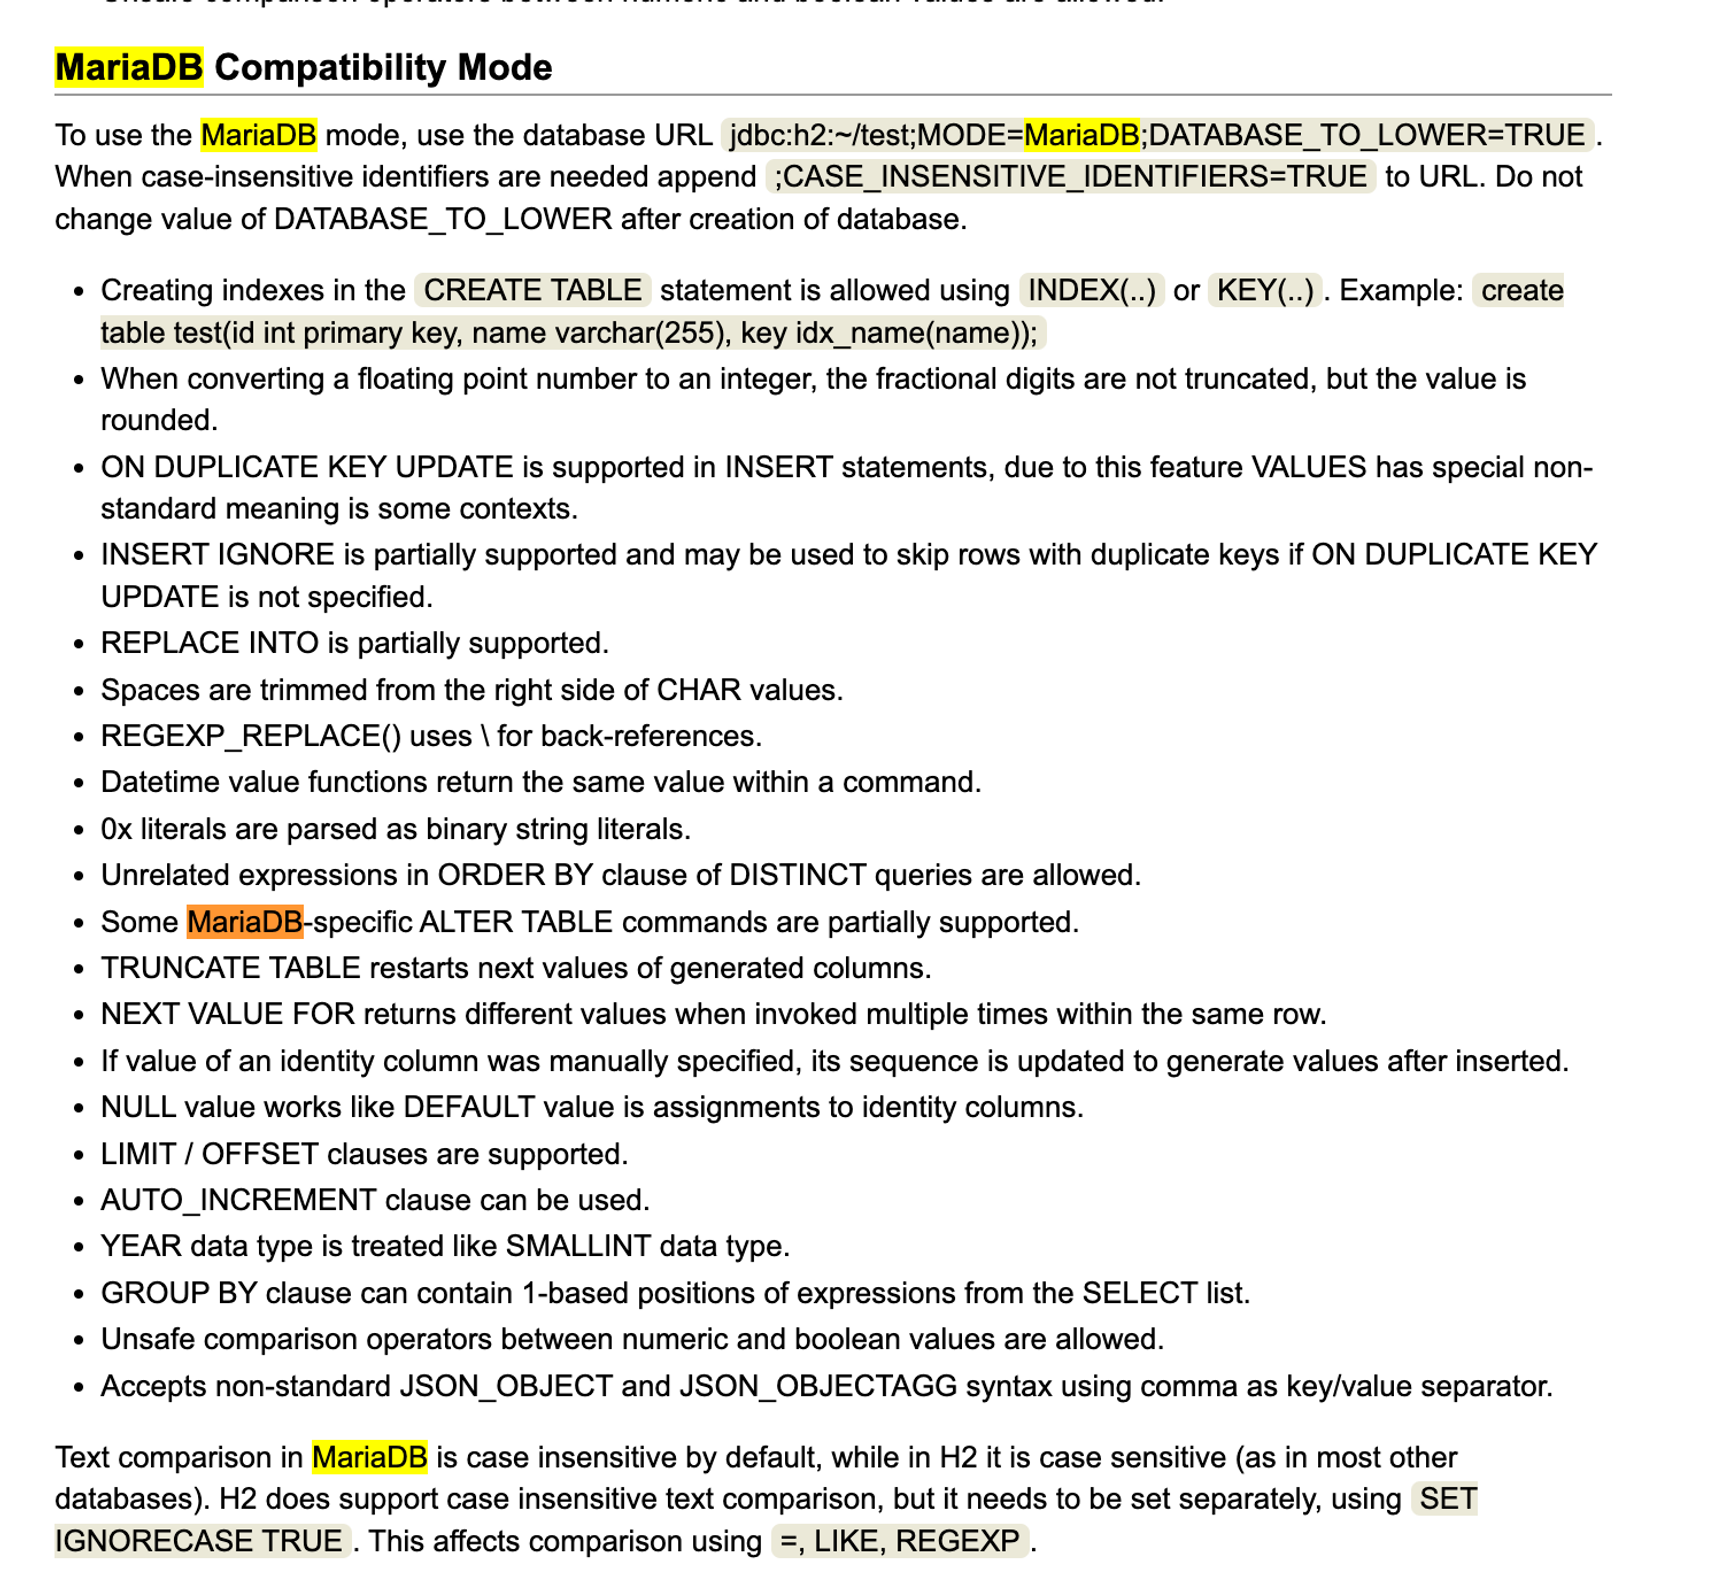 Unsafe comparison operators between numeric and boolean values are allowed.
MariaDB Compatibility Mode
To use the MariaDB mode, use the database URL jdbc:h2:~/test;MODE=MariaDB;DATABASE_TO_LOWER=TRUE .
When case-insensitive identifiers are needed append ;CASE_INSENSITIVE_IDENTIFIERS=TRUE to URL. Do not
change value of DATABASE_TO_LOWER after creation of database.
• Creating indexes in the CREATE TABLE statement is allowed using INDEX(..) or KEY(..) . Example: create
table test(id int primary key, name varchar(255), key idx_name(name));
• When converting a floating point number to an integer, the fractional digits are not truncated, but the value is
rounded.
• ON DUPLICATE KEY UPDATE is supported in INSERT statements, due to this feature VALUES has special non-
standard meaning is some contexts.
• INSERT IGNORE is partially supported and may be used to skip rows with duplicate keys if ON DUPLICATE KEY
UPDATE is not specified.
• REPLACE INTO is partially supported.
• Spaces are trimmed from the right side of CHAR values.
• REGEXP_REPLACE() uses \ for back-references.
• Datetime value functions return the same value within a command.
• 0x literals are parsed as binary string literals.
• Unrelated expressions in ORDER BY clause of DISTINCT queries are allowed.
• Some MariaDB-specific ALTER TABLE commands are partially supported.
• TRUNCATE TABLE restarts next values of generated columns.
• NEXT VALUE FOR returns different values when invoked multiple times within the same row.
• If value of an identity column was manually specified, its sequence is updated to generate values after inserted.
• NULL value works like DEFAULT value is assignments to identity columns.
• LIMIT / OFFSET clauses are supported.
• AUTO_INCREMENT clause can be used.
• YEAR data type is treated like SMALLINT data type.
• GROUP BY clause can contain 1-based positions of expressions from the SELECT list.
• Unsafe comparison operators between numeric and boolean values are allowed.
• Accepts non-standard JSON_OBJECT and JSON_OBJECTAGG syntax using comma as key/value separator.
Text comparison in MariaDB is case insensitive by default, while in H2 it is case sensitive (as in most other
databases). H2 does support case insensitive text comparison, but it needs to be set separately, using SET
IGNORECASE TRUE . This affects comparison using =, LIKE, REGEXP .